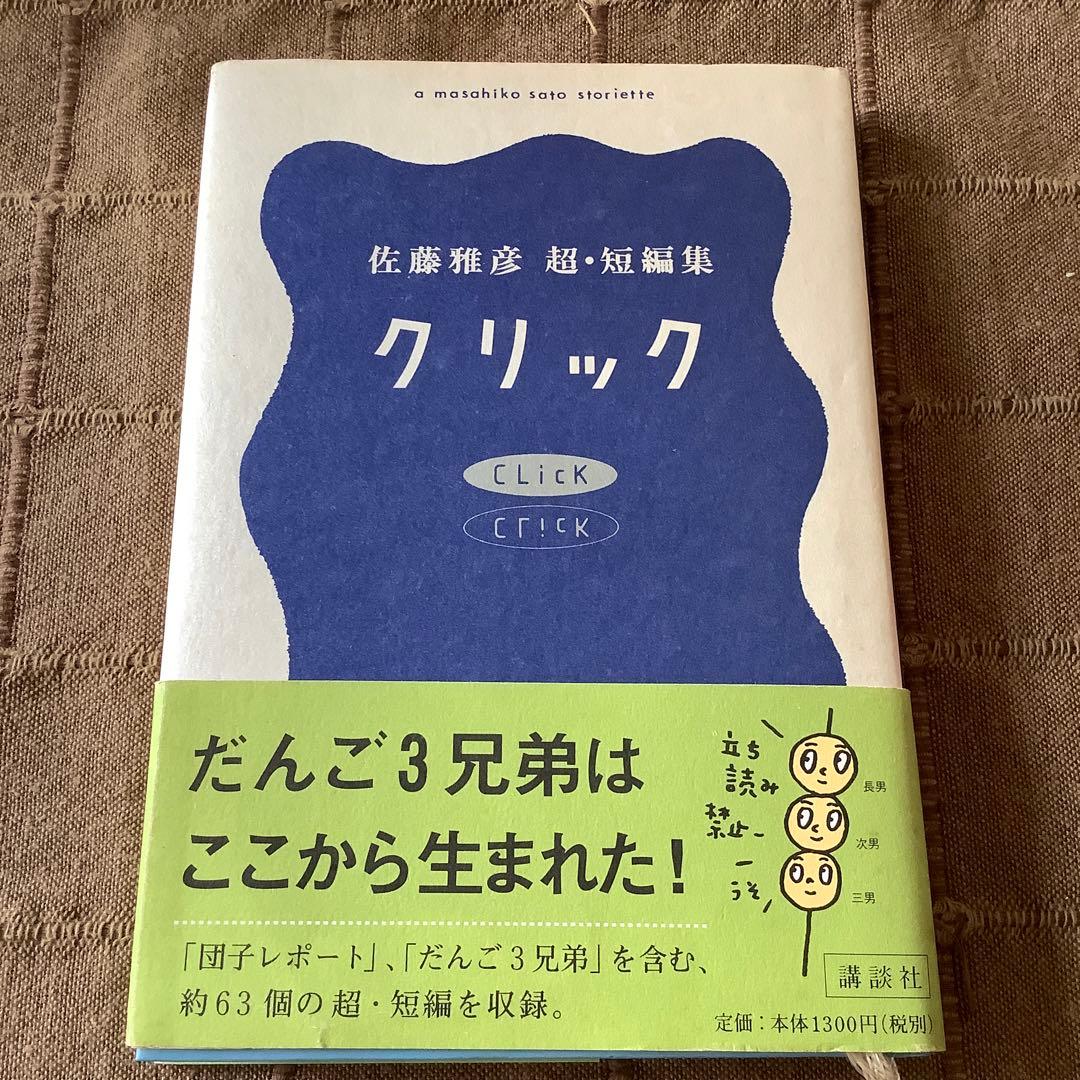 a masahiko sato storiette
佐藤雅彦 超・短編集
クリック
CLicK
CLicK
だんご3兄弟は
ここから生まれた!
立ち
読み
禁止ー
ー
うそ
長男
次男
三男
「団子レポート」、「だんご3兄弟」を含む、
約63個の超・短編を収録。
講談社
定価：本体1300円(税別)